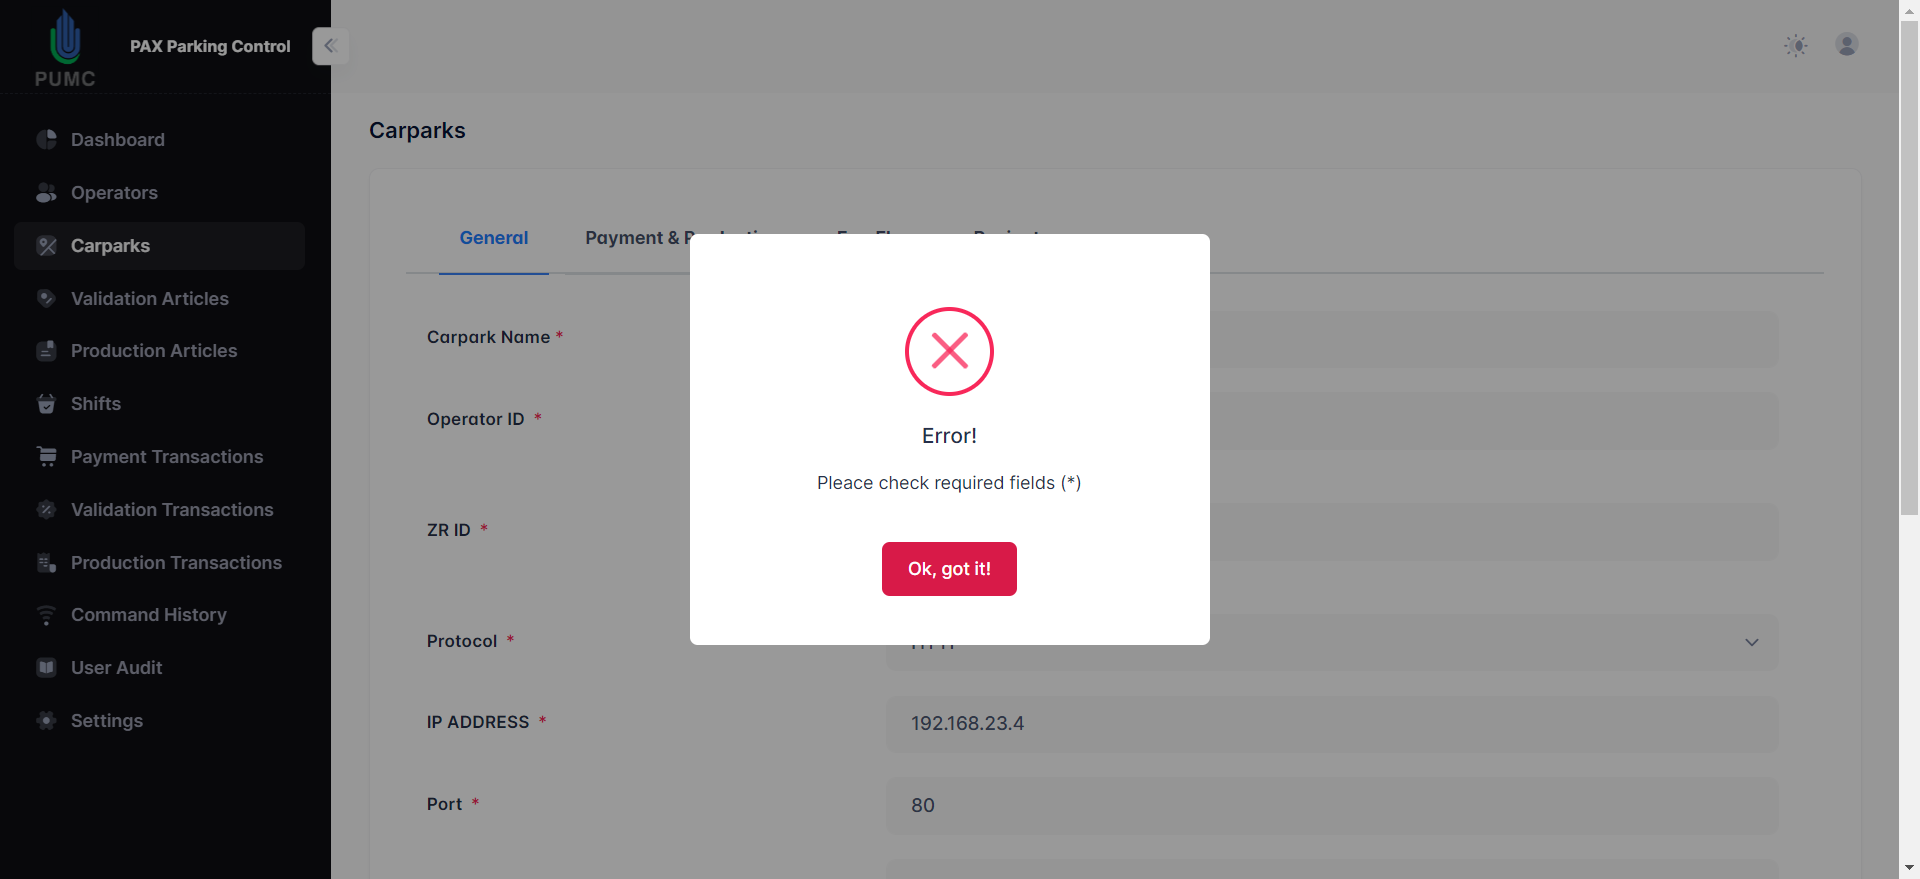 PUMC
PAX Parking Control
Dashboard
Operators
Carparks
Validation Articles
Production Articles
Shifts
Payment Transactions
Validation Transactions
Production Transactions
Command History
User Audit
Settings
Carparks
General
Payment &
Carpark Name *
Operator ID *
ZR ID *
Protocol *
IP ADDRESS *
192.168.23.4
Port *
80
Error!
Pleace check required fields (*)
Ok, got it!